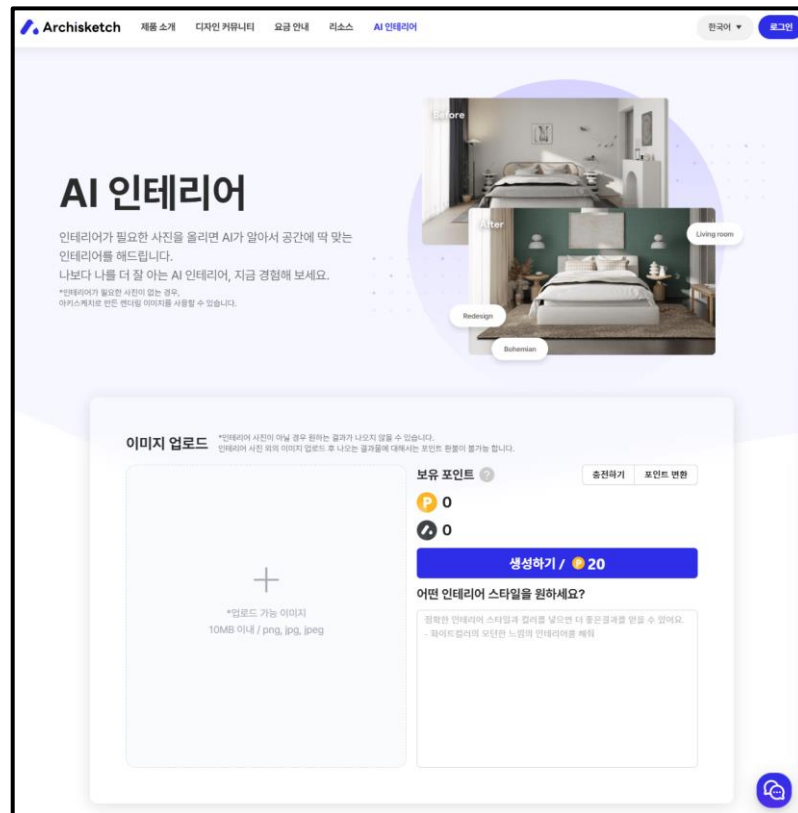 Archisketch 제품 소개 디자인 커뮤니티 요금 안내 리소스 AI 인테리어 한국어 ▼ 로그인
Before
After
Living room
Redesign
Bohemian
AI 인테리어
인테리어가 필요한 사진을 올리면 AI가 알아서 공간에 딱 맞는
인테리어를 해드립니다.
나보다 나를 더 잘 아는 AI 인테리어, 지금 경험해 보세요.
*인테리어가 필요한 사진이 없는 경우,
아키스케치로 만든 렌더링 이미지를 사용할 수 있습니다.
이미지 업로드
*인테리어 사진이 아닐 경우 원하는 결과가 나오지 않을 수 있습니다.
인테리어 사진 외의 이미지 업로드 후 나오는 결과물에 대해서는 포인트 환불이 불가능 합니다.
*업로드 가능 이미지
10MB 이내 / png, jpg, jpeg
보유 포인트 ? 충전하기 포인트 변환
P 0
0
생성하기 / P 20
어떤 인테리어 스타일을 원하세요?
정확한 인테리어 스타일과 컬러를 넣으면 더 좋은결과를 받을 수 있어요.
- 화이트컬러의 모던한 느낌의 인테리어를 해줘